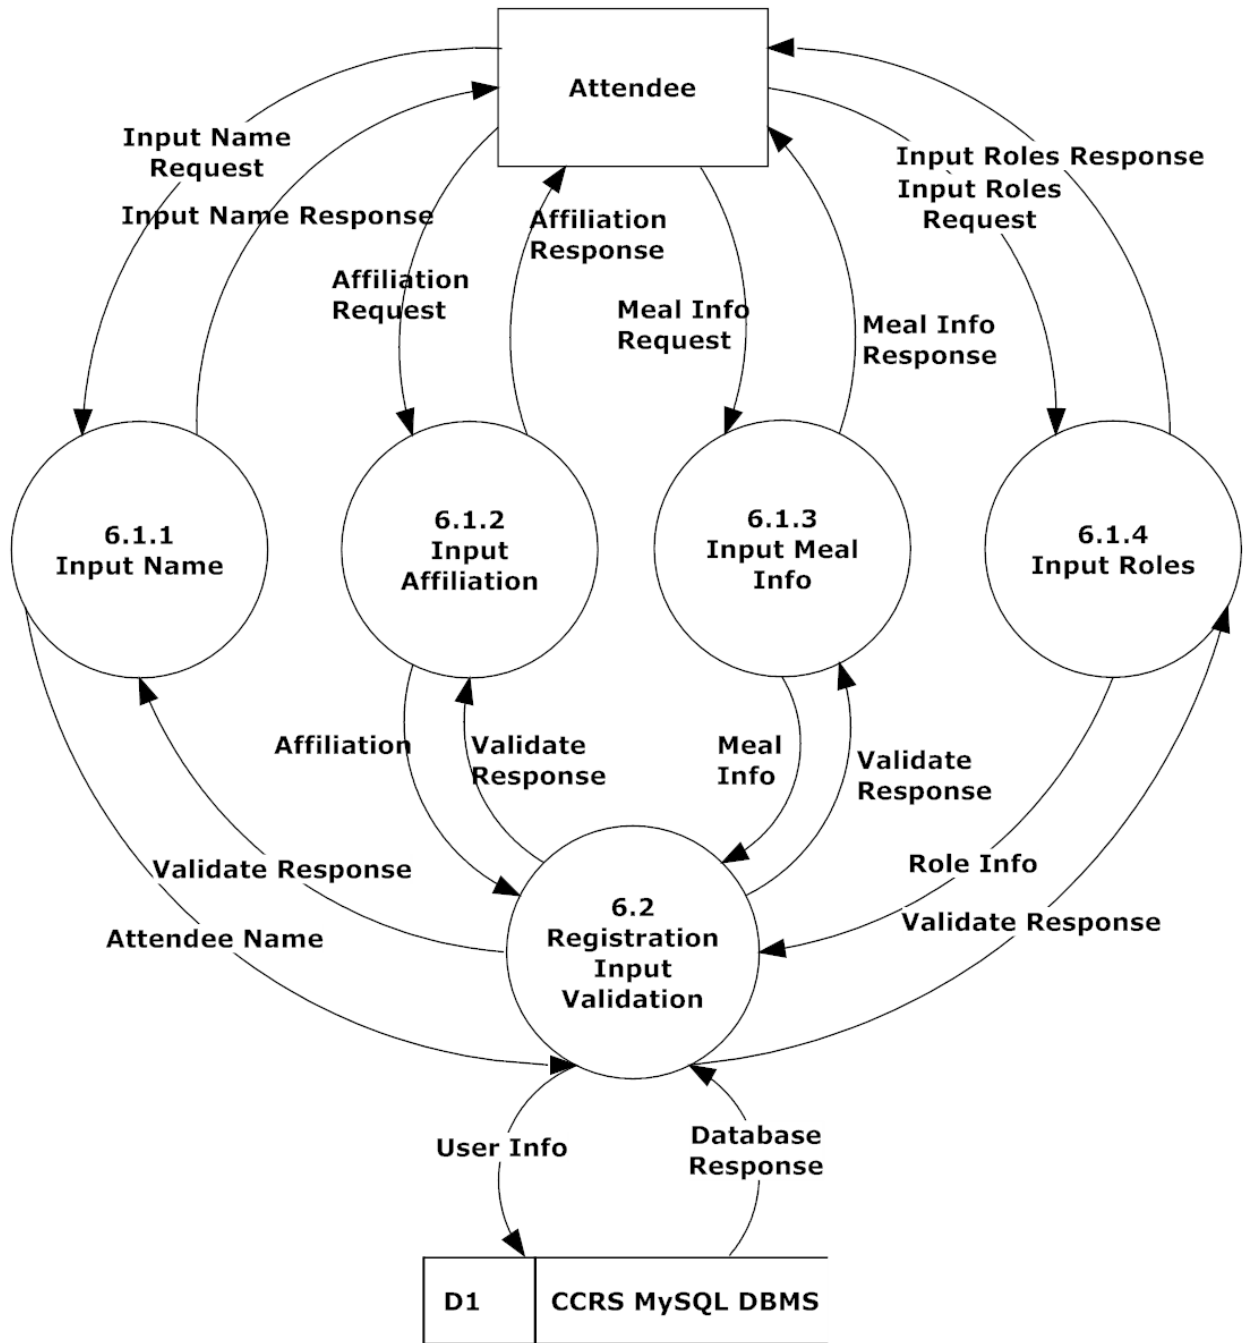 Attendee
Input Name
Request
Input Roles Response
Input Roles
Request
Input Name Response
Affiliation
Response
Affiliation
Request
Meal Info
Request
Meal Info
Response
6.1.1
Input Name
6.1.2
Input
Affiliation
6.1.3
Input Meal
Info
6.1.4
Input Roles
Affiliation
Validate
Response
Meal
Info
Validate
Response
Validate Response
Role Info
Attendee Name
Validate Response
6.2
Registration
Input
Validation
User Info
Database
Response
D1
CCRS MySQL DBMS